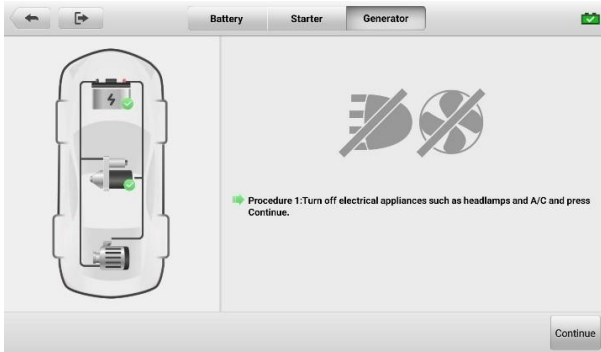 Battery Starter Generator
Procedure 1:Turn off electrical appliances such as headlamps and A/C and press
Continue.
Continue